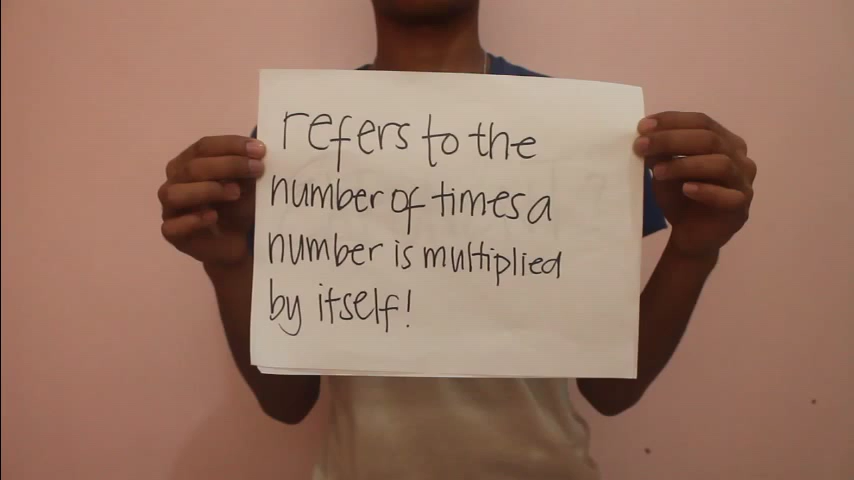 refers to the
number of times a
number is multiplied
by itself!